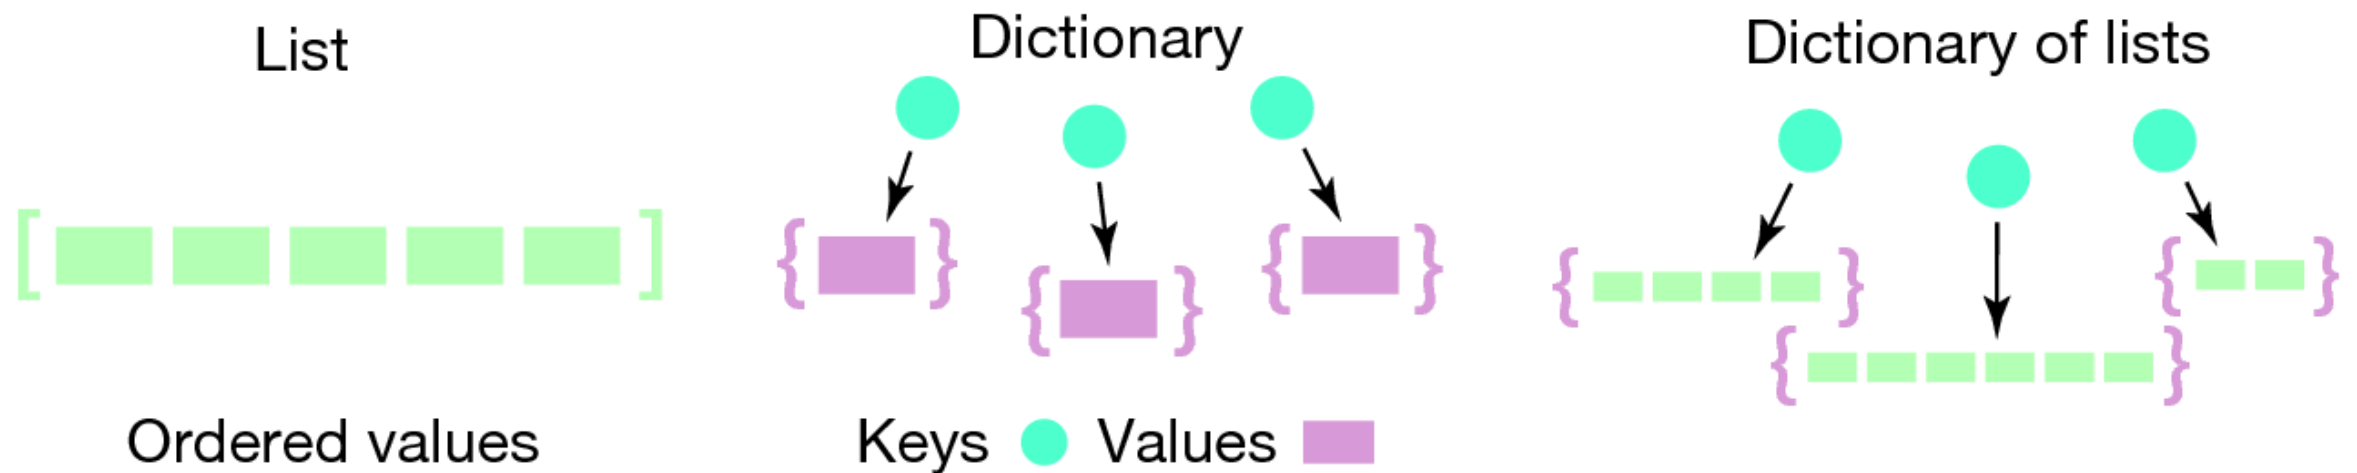 List
Dictionary
Dictionary of lists
Ordered values
Keys Values